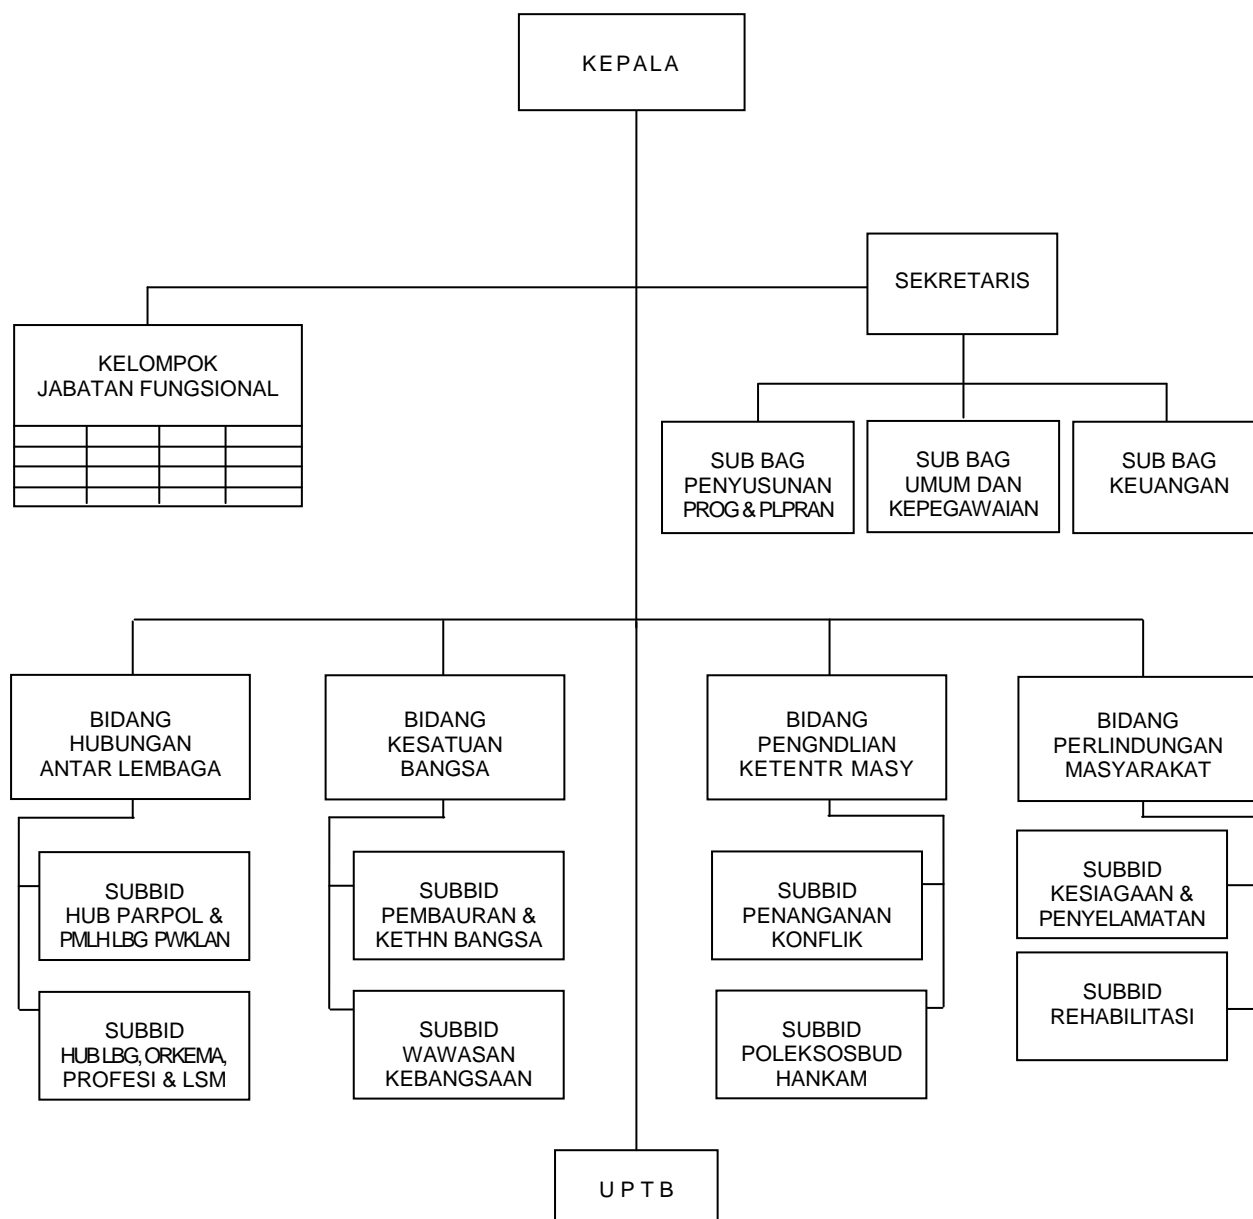 KEPALA
SEKRETARIS
KELOMPOK
JABATAN FUNGSIONAL
SUB BAG
PENYUSUNAN
PROG & PLPRAN
SUB BAG
UMUM DAN
KEPEGAWAIAN
SUB BAG
KEUANGAN
BIDANG
HUBUNGAN
ANTAR LEMBAGA
BIDANG
KESATUAN
BANGSA
BIDANG
PENGNDLIAN
KETENTR MASY
BIDANG
PERLINDUNGAN
MASYARAKAT
SUBBID
HUB PARPOL &
PMLH LBG PWKLAN
SUBBID
PEMBAURAN &
KETHN BANGSA
SUBBID
PENANGANAN
KONFLIK
SUBBID
KESIAGAAN &
PENYELAMATAN
SUBBID
HUB LBG, ORKEMA,
PROFESI & LSM
SUBBID
WAWASAN
KEBANGSAAN
SUBBID
POLEKSOSBUD
HANKAM
SUBBID
REHABILITASI
UPTB